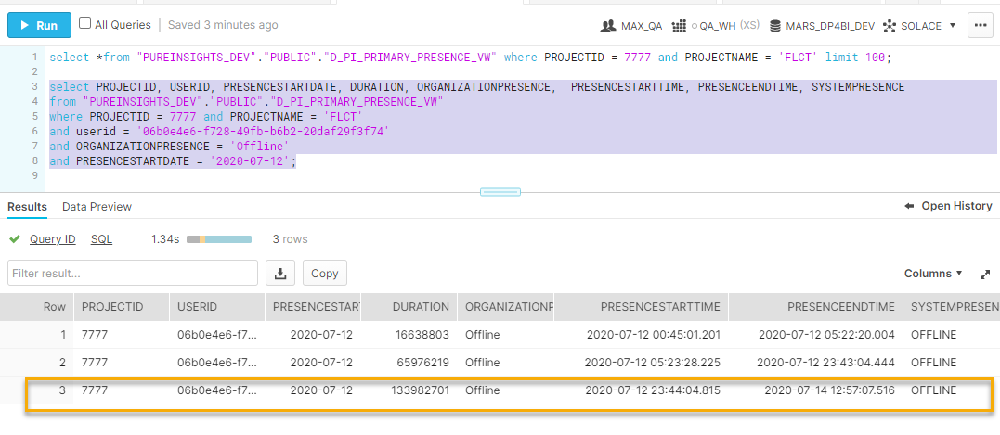 Run All Queries Saved 3 minutes ago MAX_QA QA_WH (XS) MARS_DP4BI_DEV SOLACE
1 select *from "PUREINSIGHTS_DEV"."PUBLIC"."D_PI_PRIMARY_PRESENCE_VW" where PROJECTID = 7777 and PROJECTNAME = 'FLCT' limit 100;
2
3 select PROJECTID, USERID, PRESENCESTARTDATE, DURATION, ORGANIZATIONPRESENCE, PRESENCESTARTTIME, PRESENCEENDTIME, SYSTEMPRESENCE
4 from "PUREINSIGHTS_DEV"."PUBLIC"."D_PI_PRIMARY_PRESENCE_VW"
5 where PROJECTID = 7777 and PROJECTNAME = 'FLCT'
6 and userid = '06b0e4e6-f728-49fb-b6b2-20daf29f3f74'
7 and ORGANIZATIONPRESENCE = 'Offline'
8 and PRESENCESTARTDATE = '2020-07-12';
9
Results Data Preview Open History
Query ID SQL 1.34s 3 rows
Filter result... Copy Columns
Row PROJECTID USERID PRESENCESTAR DURATION ORGANIZATIONP PRESENCESTARTTIME PRESENCEENDTIME SYSTEMPRESEN
1 7777 06b0e4e6-f7... 2020-07-12 16638803 Offline 2020-07-12 00:45:01.201 2020-07-12 05:22:20.004 OFFLINE
2 7777 06b0e4e6-f7... 2020-07-12 65976219 Offline 2020-07-12 05:23:28.225 2020-07-12 23:43:04.444 OFFLINE
3 7777 06b0e4e6-f7... 2020-07-12 133982701 Offline 2020-07-12 23:44:04.815 2020-07-14 12:57:07.516 OFFLINE